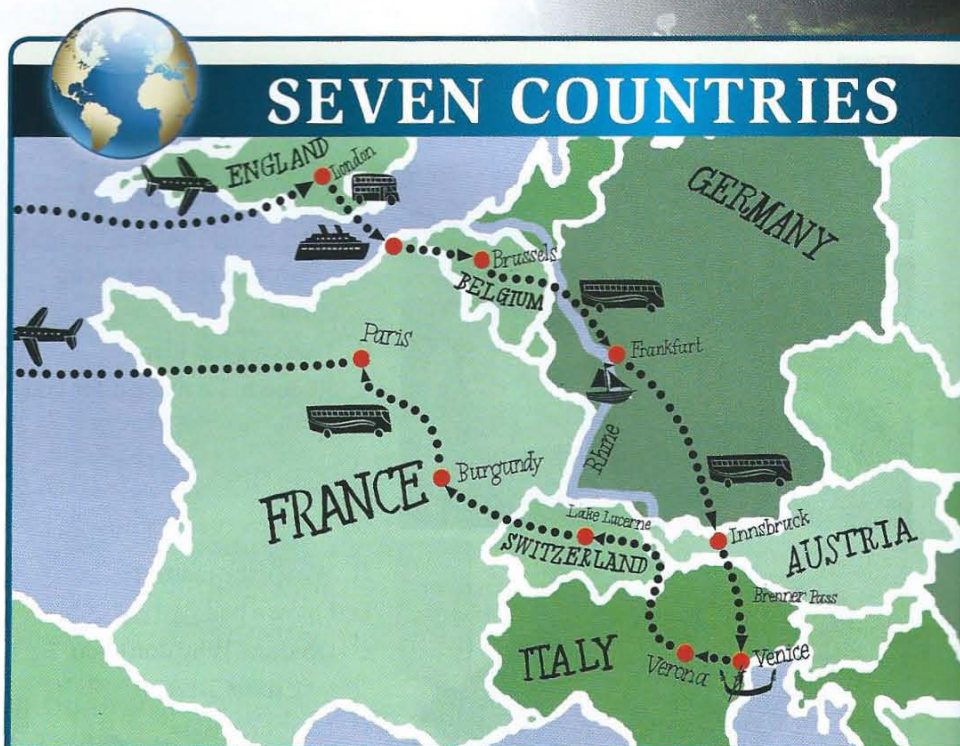 SEVEN COUNTRIES
ENGLAND
London
GERMANY
Brussels
BELGIUM
Paris
Frankfurt
Rhine
Burgundy
FRANCE
Lake Lucerne
SWITZERLAND
Innsbruck
AUSTRIA
Brenner Pass
ITALY
Verona
Venice